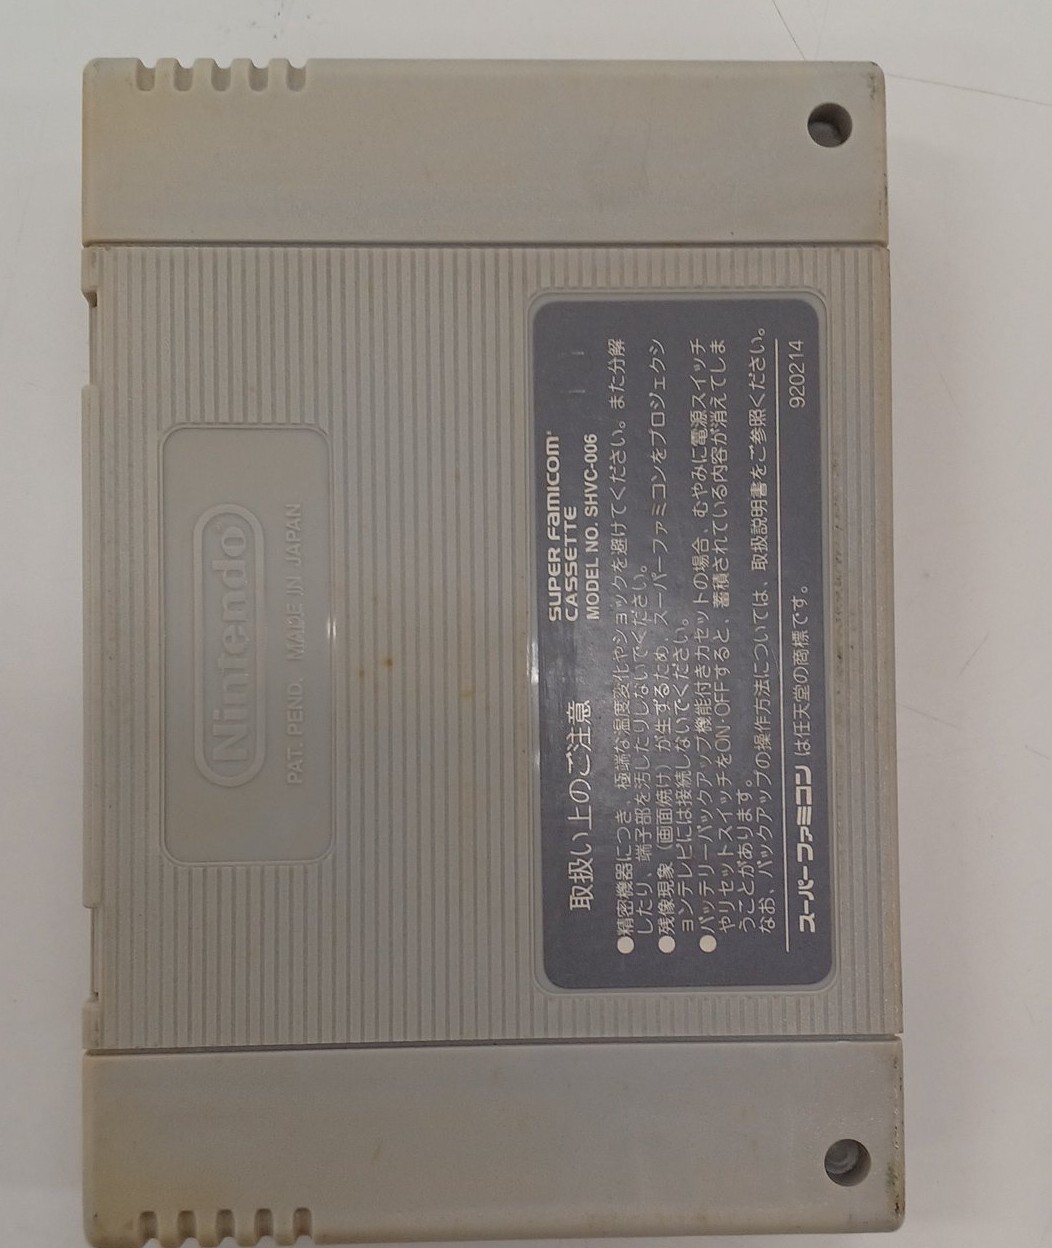 Nintendo
PAT. PEND. MADE IN JAPAN
取扱い上のご注意
SUPER FAMICOM
CASSETTE
MODEL NO. SHVC-006
●精密機器につき、極端な温度変化やショックを避けてください。また分解
したり、端子部を汚したりしないでください。
●残像現象（画面焼け）が生ずるため、スーパーファミコンをプロジェクシ
ョンテレビには接続しないでください。
●バッテリーバックアップ機能付きカセットの場合、むやみに電源スイッチ
やリセットスイッチをON・OFFすると、蓄積されている内容が消えてしま
うことがあります。
なお、バックアップの操作方法については、取扱説明書をご参照ください。
スーパーファミコン は任天堂の商標です。
920214